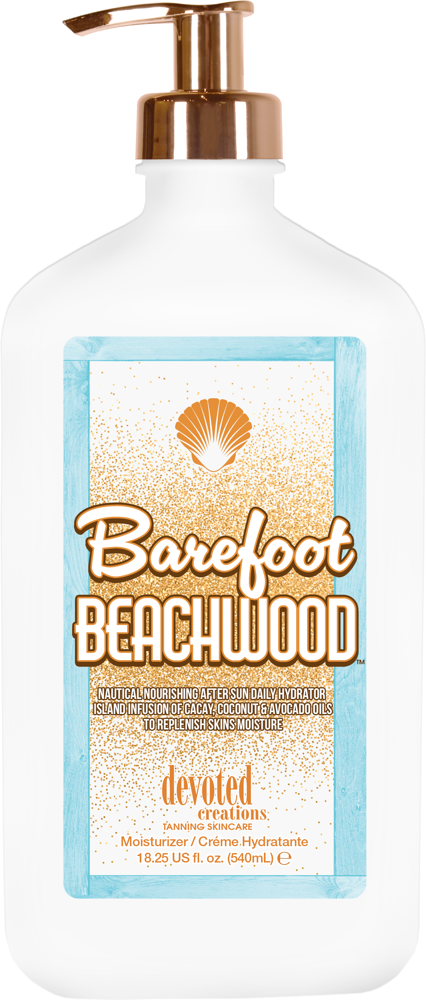 Barefoot
BEACHWOOD™
NAUTICAL NOURISHING AFTER SUN DAILY HYDRATOR
ISLAND INFUSION OF CACAY, COCONUT & AVOCADO OILS
TO REPLENISH SKINS MOISTURE
devoted
creations
TANNING SKINCARE
Moisturizer / Créme Hydratante
18.25 US fl. oz. (540mL) ℮